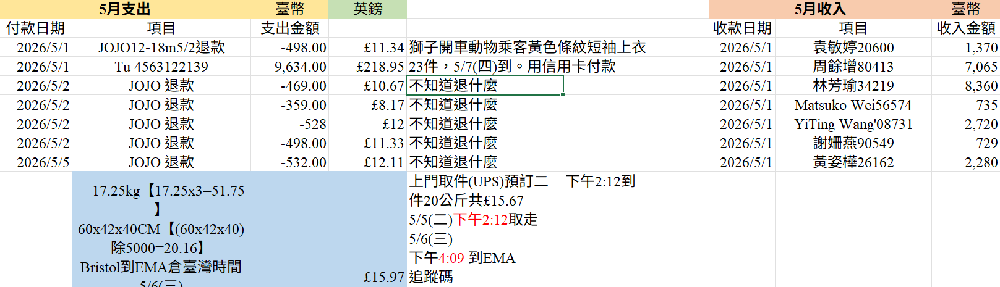 5月支出 臺幣 英鎊 5月收入 臺幣
付款日期 項目 支出金額 收款日期 項目 收入金額
2026/5/1 JOJO12-18m5/2退款 -498.00 £11.34 獅子開車動物乘客黃色條紋短袖上衣 2026/5/1 袁敏婷20600 1,370
2026/5/1 Tu 4563122139 9,634.00 £218.95 23件，5/7(四)到。用信用卡付款 2026/5/1 周餘增80413 7,065
2026/5/2 JOJO 退款 -469.00 £10.67 不知道退什麼 2026/5/1 林芳瑜34219 8,360
2026/5/2 JOJO 退款 -359.00 £8.17 不知道退什麼 2026/5/1 Matsuko Wei56574 735
2026/5/2 JOJO 退款 -528 £12 不知道退什麼 2026/5/1 YiTing Wang'08731 2,720
2026/5/2 JOJO 退款 -498.00 £11.33 不知道退什麼 2026/5/1 謝姍燕90549 729
2026/5/5 JOJO 退款 -532.00 £12.11 不知道退什麼 2026/5/1 黃姿樺26162 2,280
17.25kg【17.25x3=51.75
】
60x42x40CM【(60x42x40)
除5000=20.16】
Bristol到EMA倉臺灣時間
5/6(三)
£15.97
上門取件(UPS)預訂二
件20公斤共£15.67
5/5(二)下午2:12取走
5/6(三)
下午4:09 到EMA
追蹤碼
下午2:12到